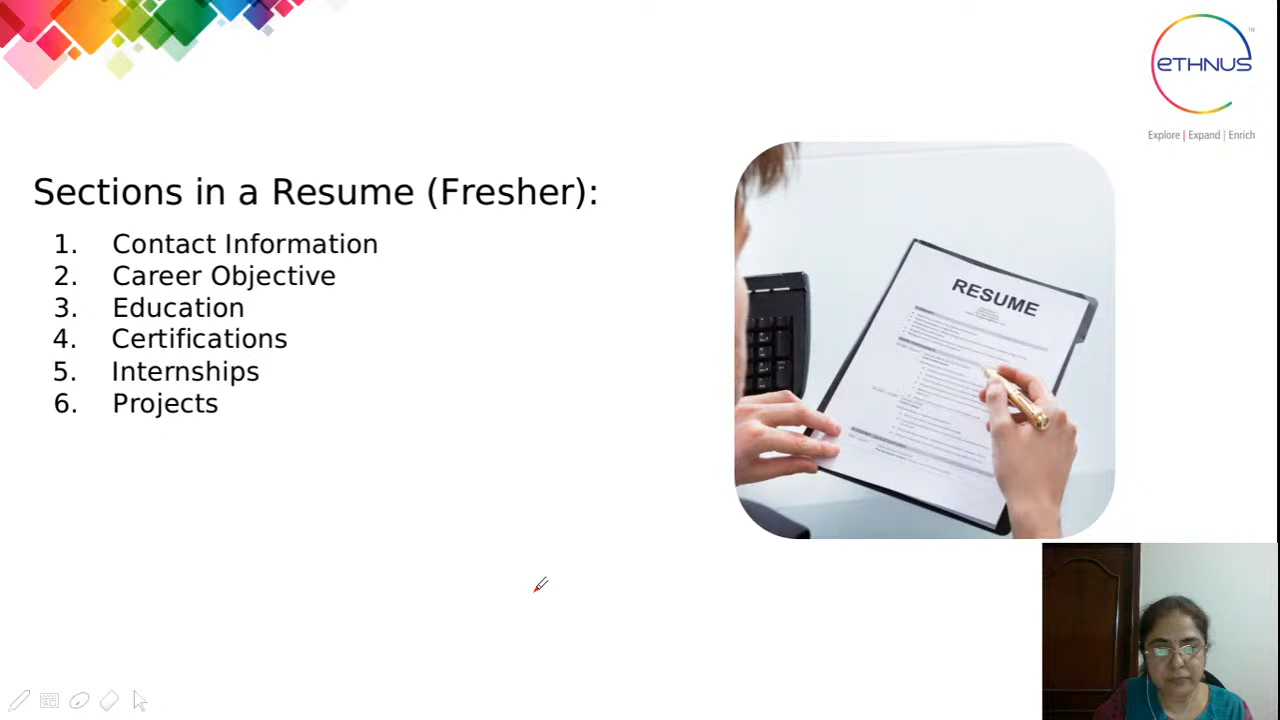 ETHNUS
TM
Explore | Expand | Enrich
Sections in a Resume (Fresher):
1. Contact Information
2. Career Objective
3. Education
4. Certifications
5. Internships
6. Projects
RESUME